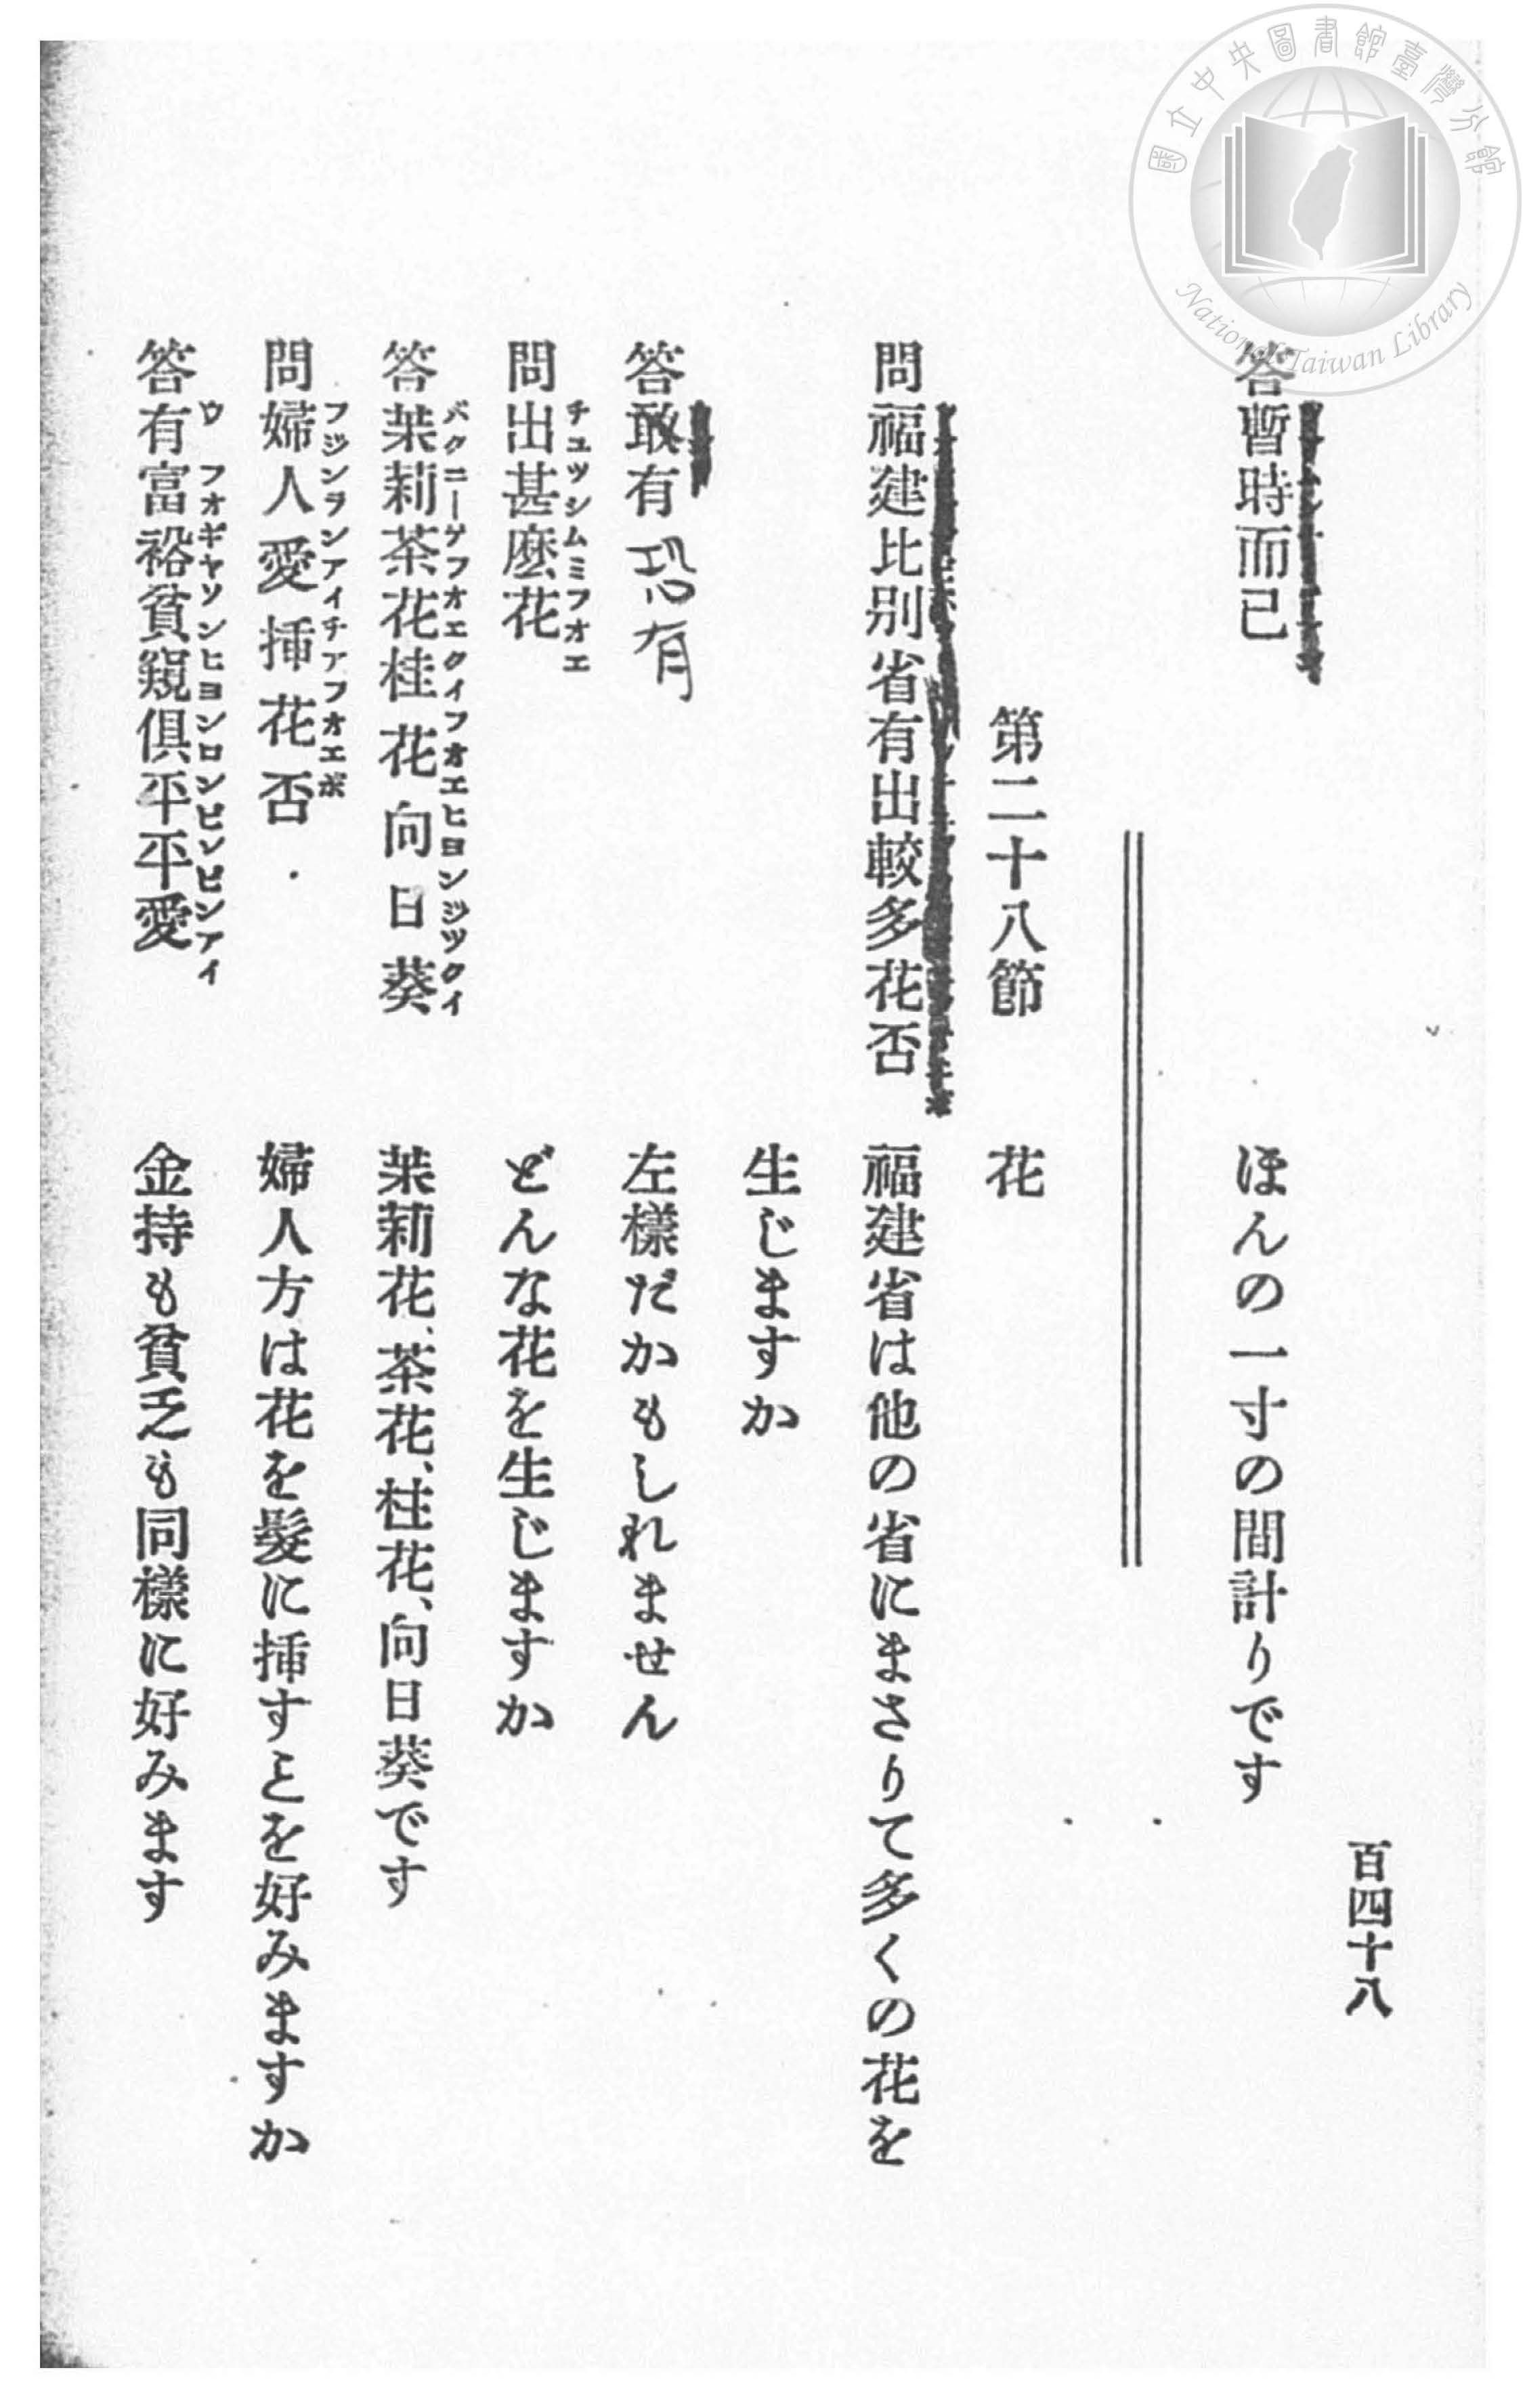 國立中央圖書館臺灣分館
National Taiwan Library
百四十八
答暫時而已
ほんの一寸の間計りです
第二十八節 花
問福建比別省有出較多花否
福建省は他の省にまさりて多くの花を
生じますか
答敢有
恐有
左樣だかもしれません
問出甚麽花
チュッシムミフオエ
どんな花を生じますか
答茉莉茶花桂花向日葵
バクニーゲフオエクイフオエヒヨンジツクイ
茉莉花、茶花、桂花、向日葵です
問婦人愛揷花否
フジンヲンアイチアフオエボ
婦人方は花を髮に揷すことを好みますか
答有富裕貧窮俱平平愛
ウ フオギヤソンヒヨンロンピンピンアイ
金持も貧乏も同樣に好みます